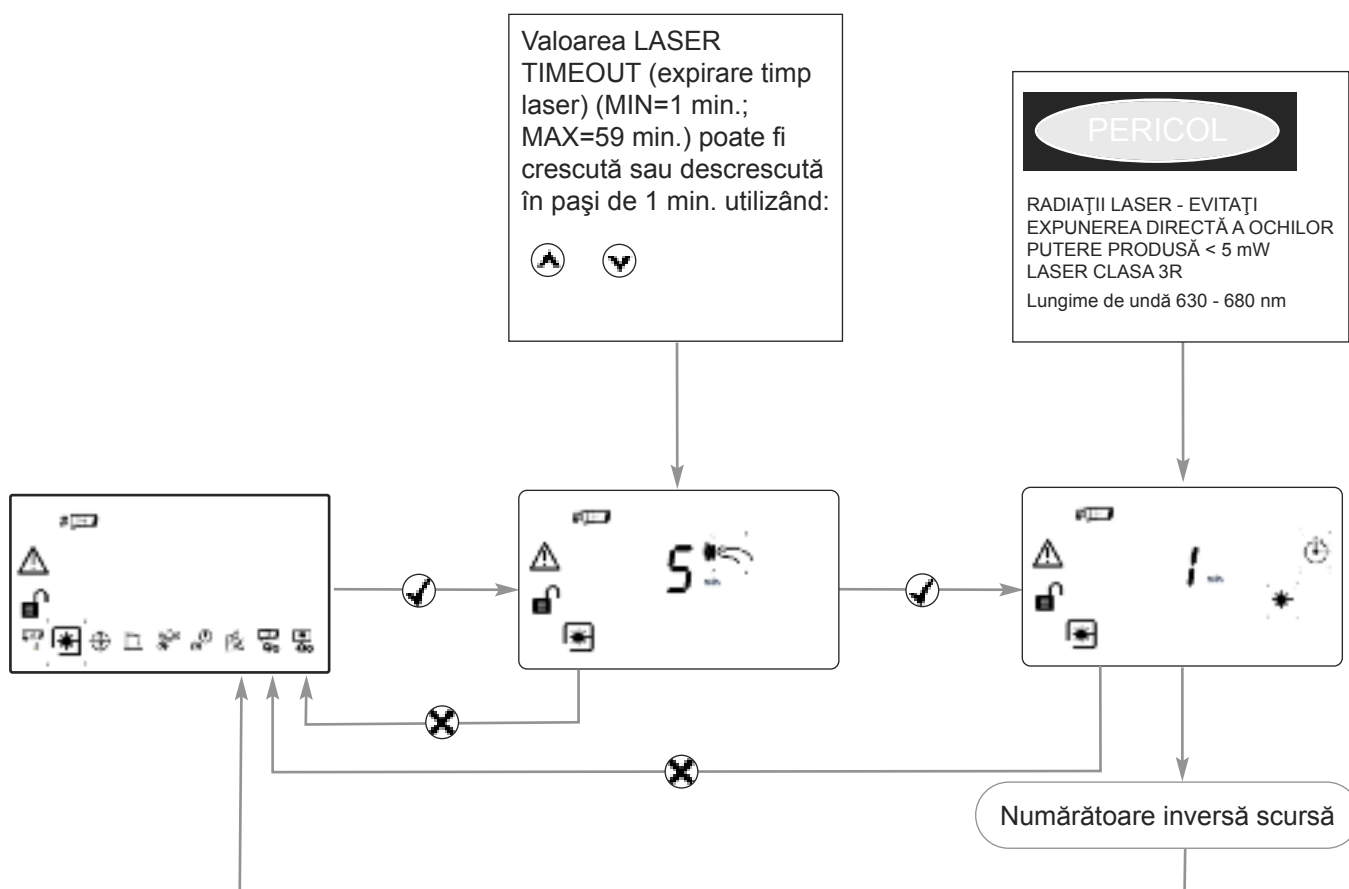 Valoarea LASER
TIMEOUT (expirare timp
laser) (MIN=1 min.;
MAX=59 min.) poate fi
crescută sau descrescută
în paşi de 1 min. utilizând:
PERICOL
RADIAŢII LASER - EVITAŢI
EXPUNEREA DIRECTĂ A OCHILOR
PUTERE PRODUSĂ < 5 mW
LASER CLASA 3R
Lungime de undă 630 - 680 nm
5 min
1 min
Numărătoare inversă scursă